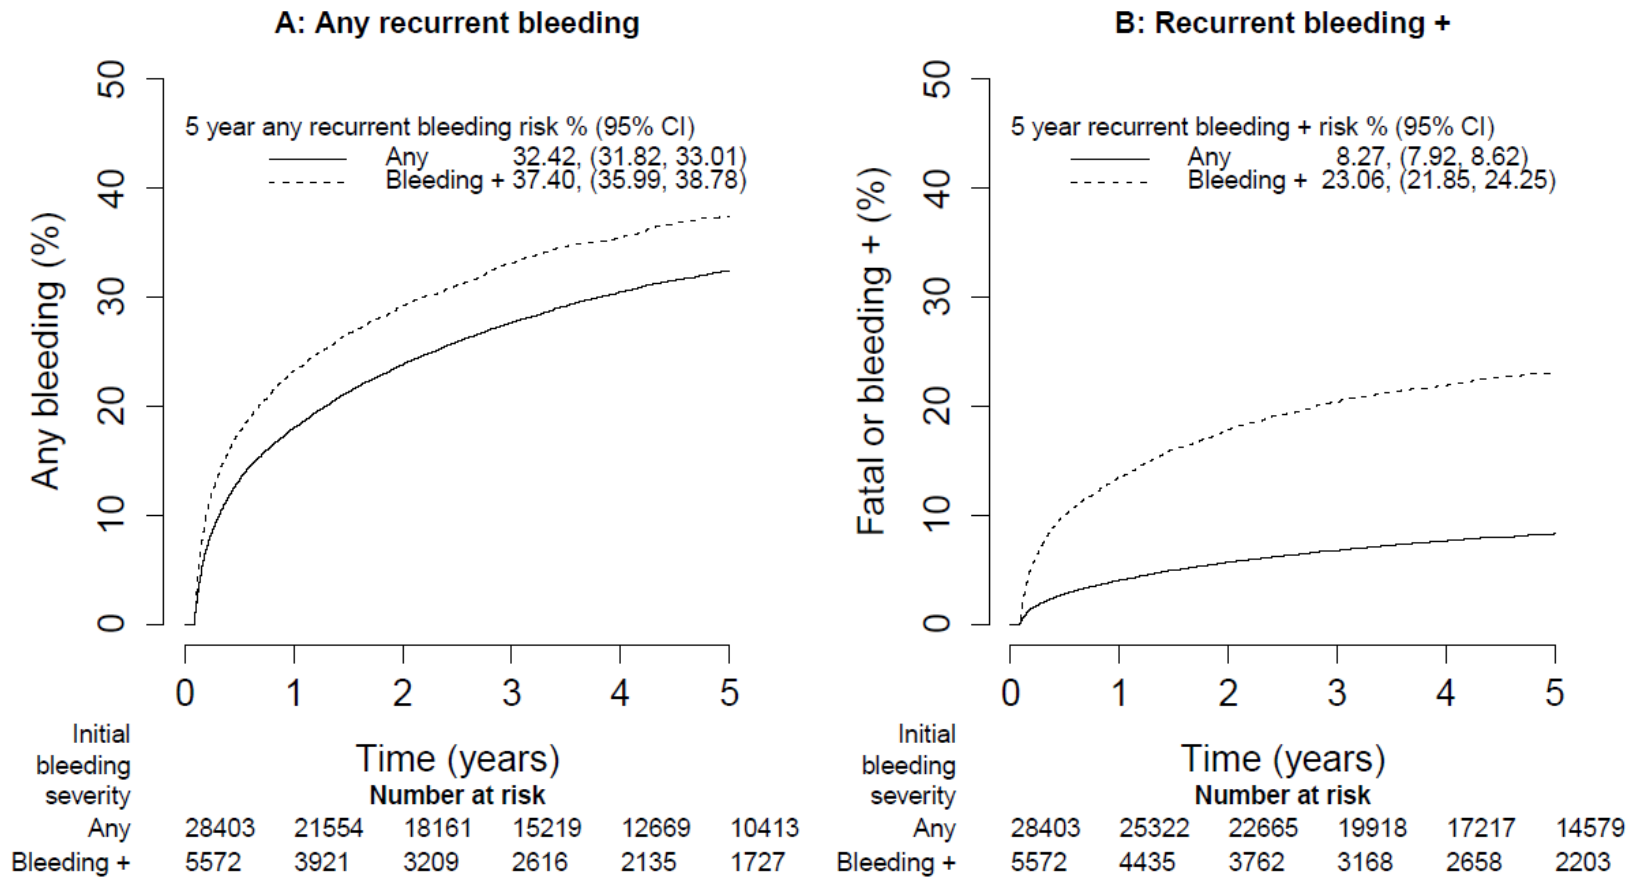 A: Any recurrent bleeding
Any bleeding (%)
50
40
30
20
10
0
5 year any recurrent bleeding risk % (95% CI)
Any 32.42, (31.82, 33.01)
Bleeding + 37.40, (35.99, 38.78)
0 1 2 3 4 5
Time (years)
Initial
bleeding
severity
Number at risk
Any 28403 21554 18161 15219 12669 10413
Bleeding + 5572 3921 3209 2616 2135 1727
B: Recurrent bleeding +
Fatal or bleeding + (%)
50
40
30
20
10
0
5 year recurrent bleeding + risk % (95% CI)
Any 8.27, (7.92, 8.62)
Bleeding + 23.06, (21.85, 24.25)
0 1 2 3 4 5
Time (years)
Initial
bleeding
severity
Number at risk
Any 28403 25322 22665 19918 17217 14579
Bleeding + 5572 4435 3762 3168 2658 2203